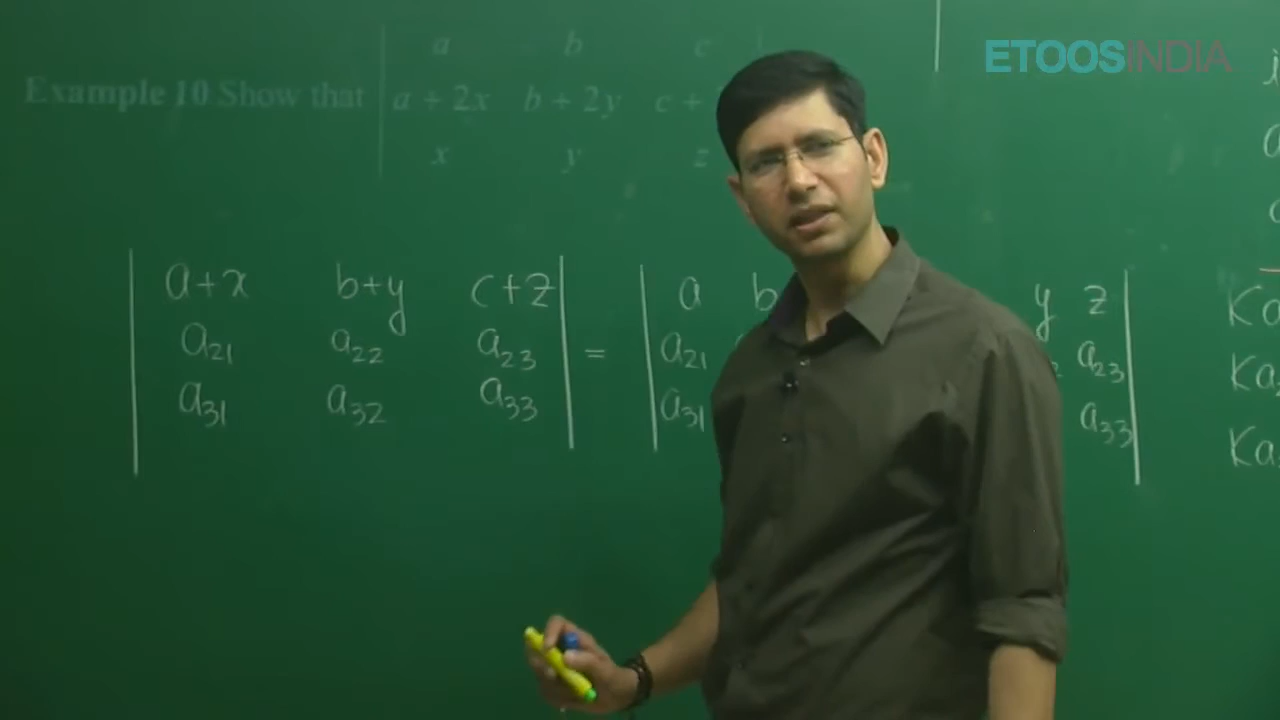 ETOOSINDIA
a b c
Example 10 Show that a + 2x b + 2y c +
x y z
a+x b+y c+z a b y z
a21 a22 a23 = a21 a23
a31 a32 a33 a31 a33
Ka
Ka
Ka